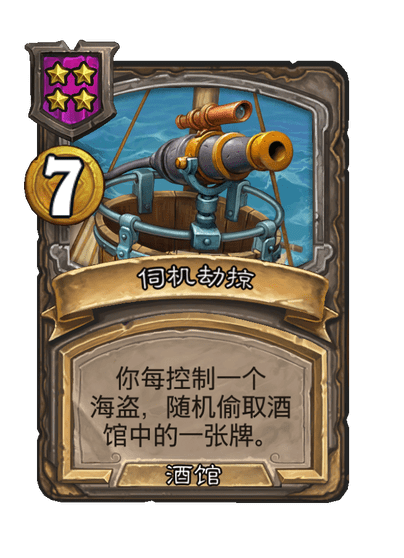 7
伺机劫掠
你每控制一个
海盗，随机偷取酒
馆中的一张牌。
酒馆